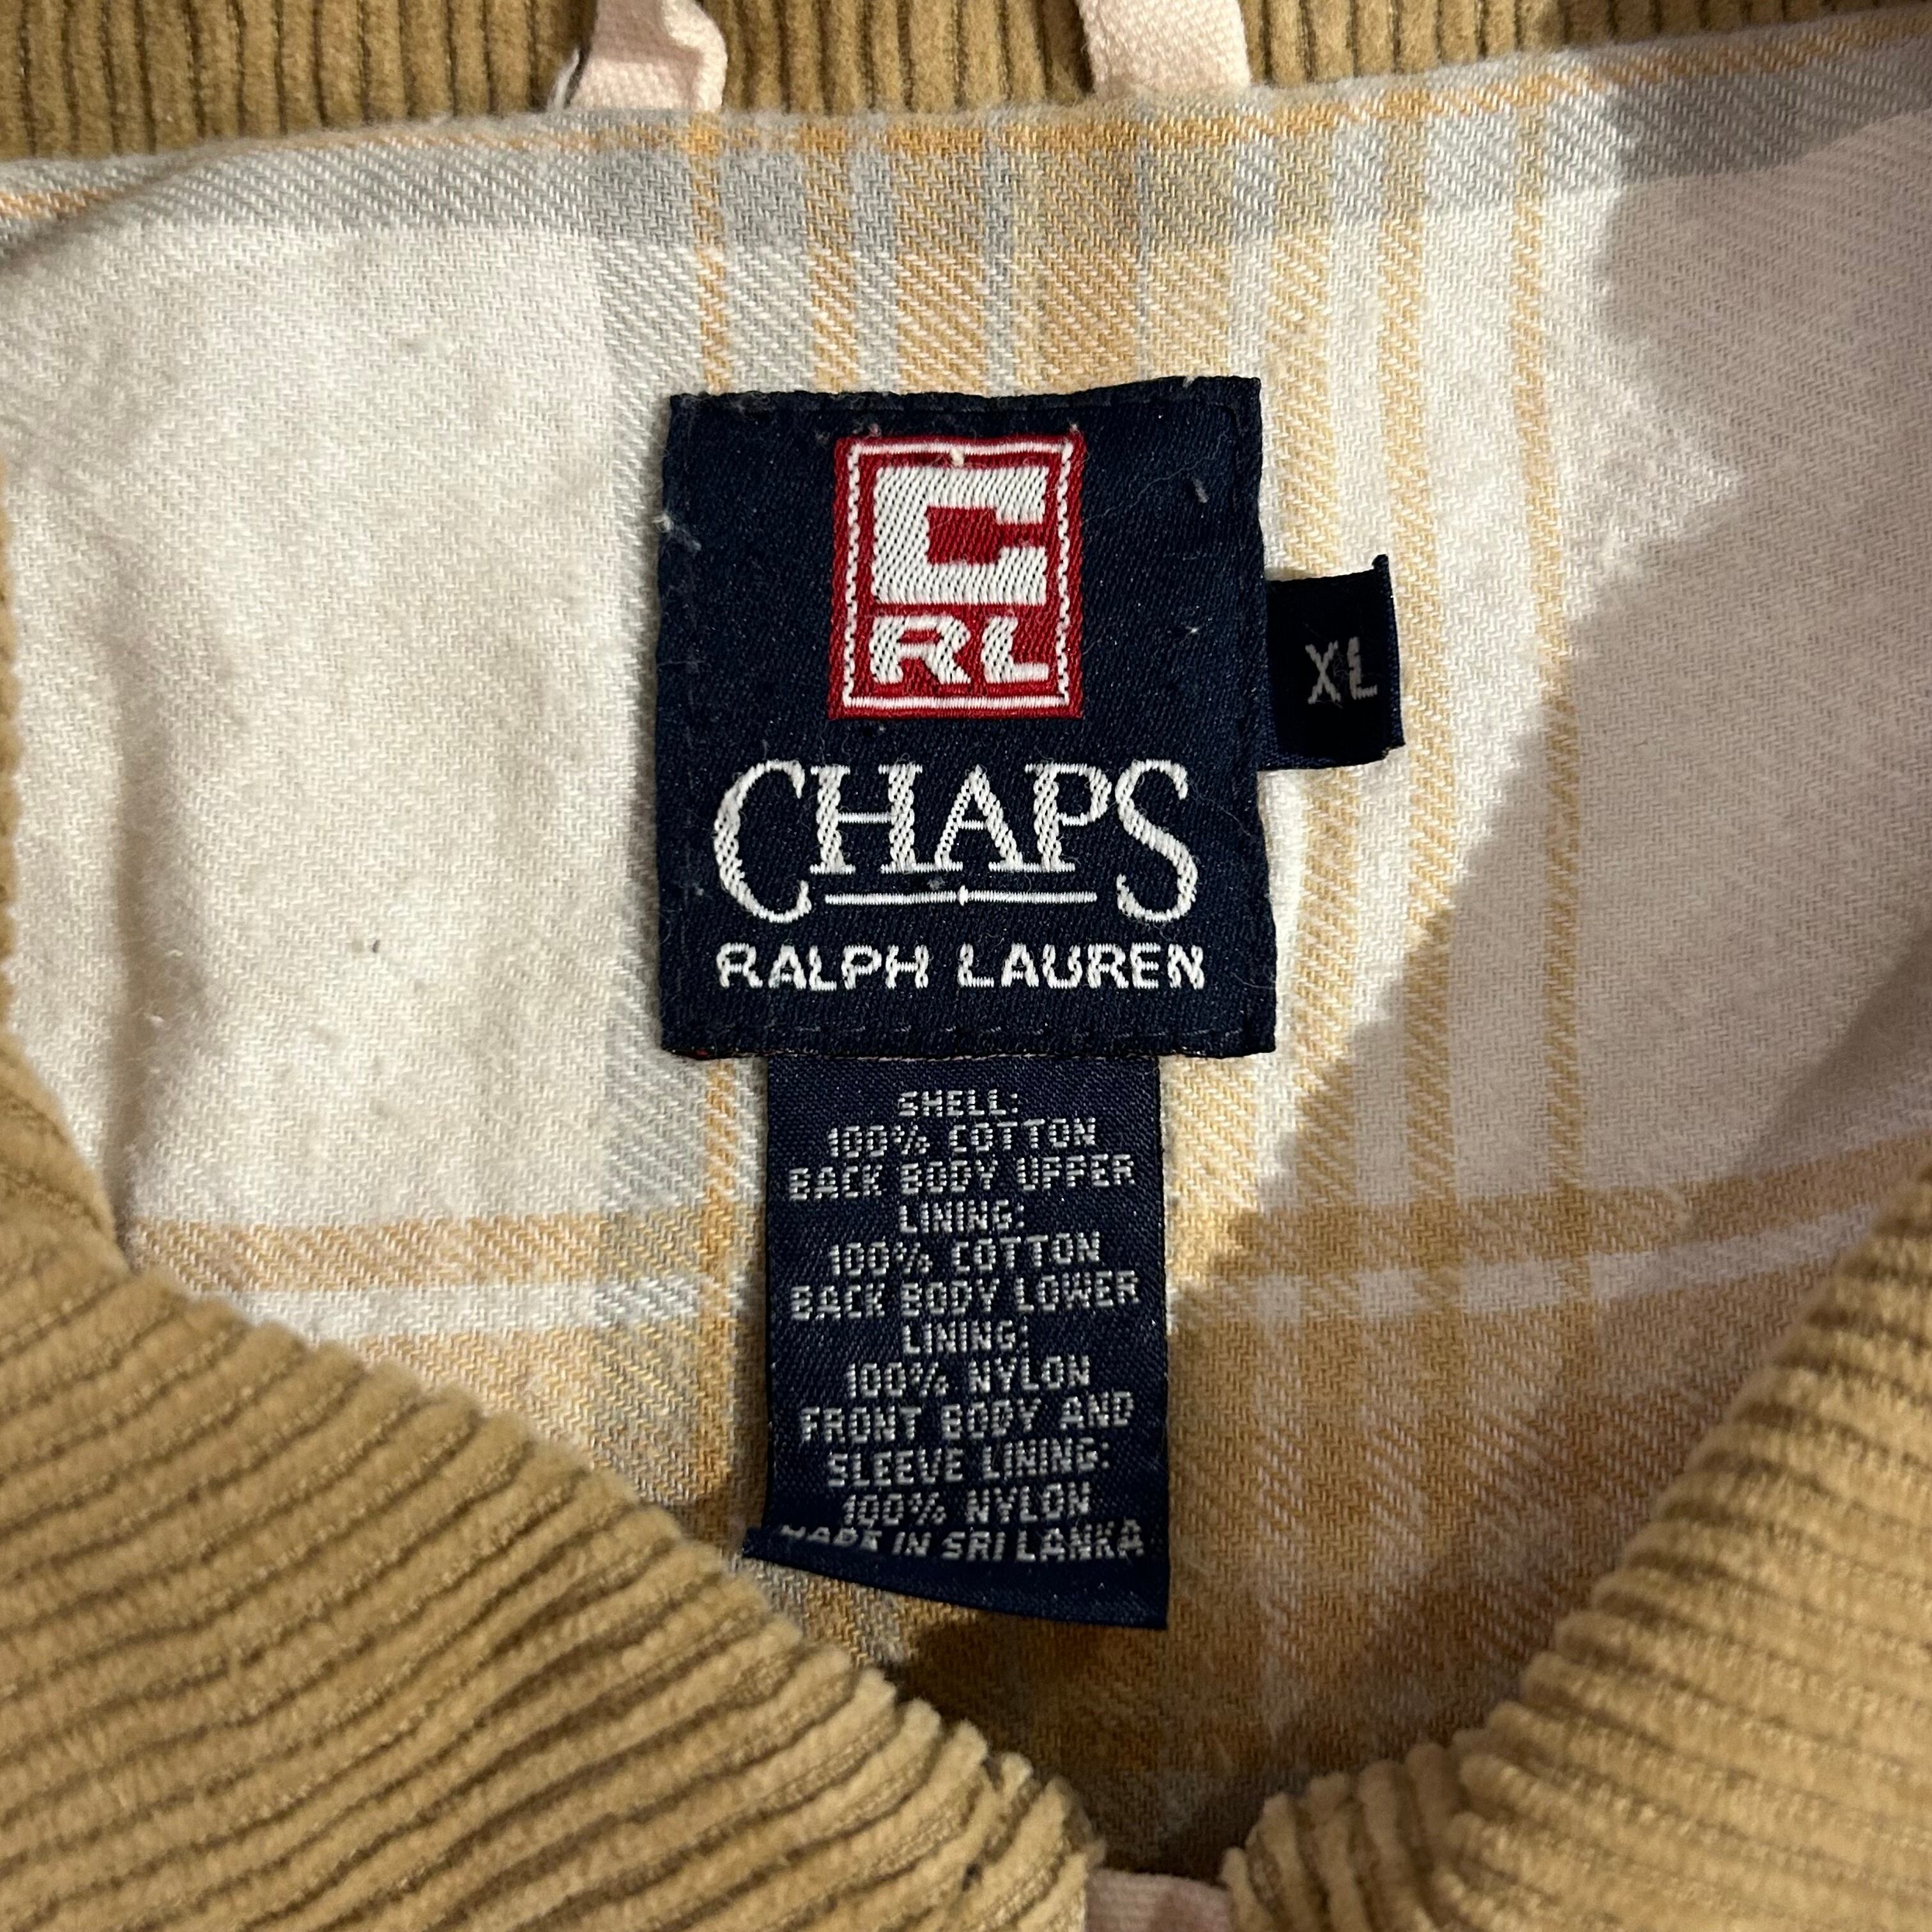 C
RL
CHAPS
RALPH LAUREN
XL
SHELL:
100% COTTON
BACK BODY UPPER
LINING:
100% COTTON
BACK BODY LOWER
LINING:
100% NYLON
FRONT BODY AND
SLEEVE LINING:
100% NYLON
MADE IN SRI LANKA